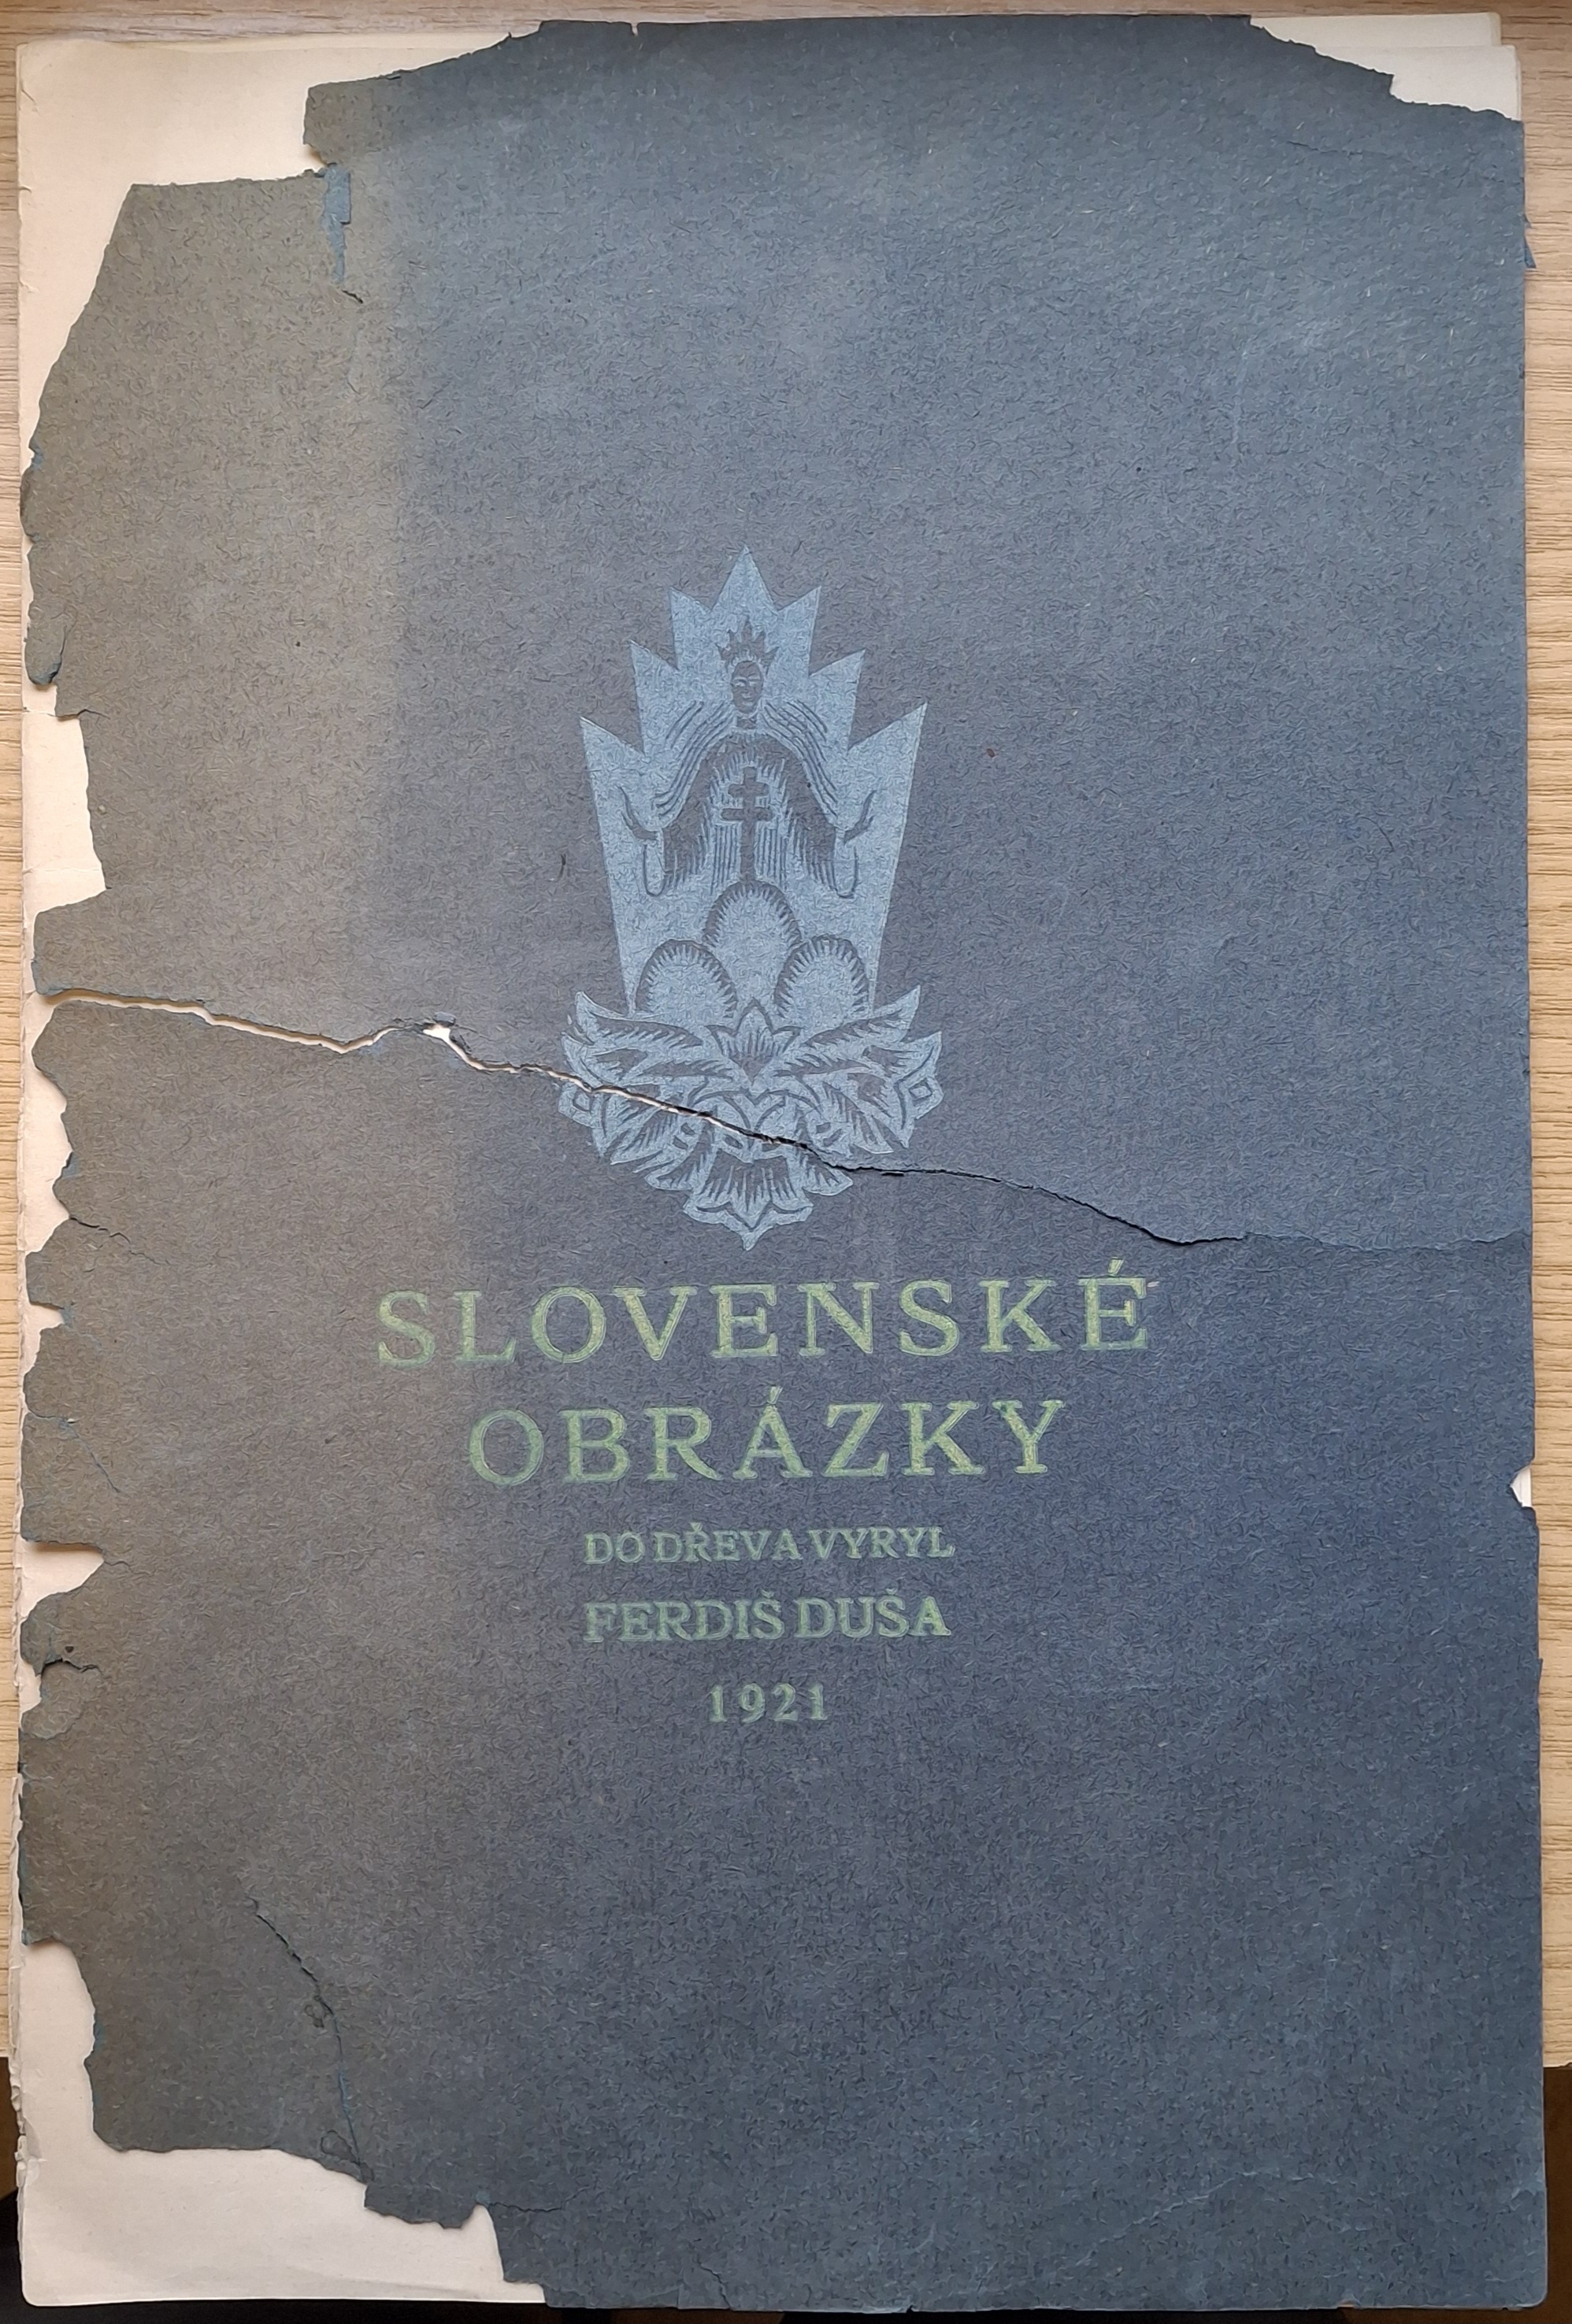 SLOVENSKÉ
OBRÁZKY
DO DŘEVA VYRYL
FERDIŠ DUŠA
1921